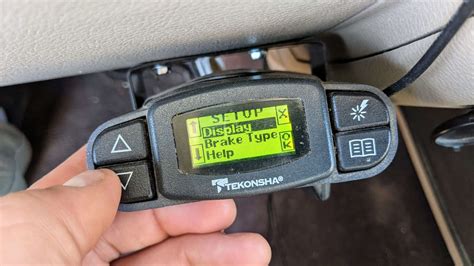 SETUP X
Display
Brake Type OK
Help
TEKONSHA®